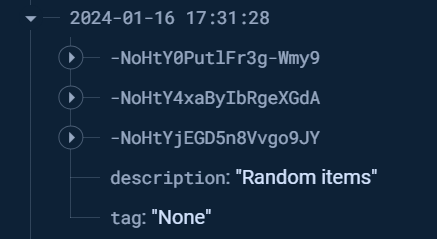 2024-01-16 17:31:28
-NoHtY0PutlFr3g-Wmy9
-NoHtY4xaByIbRgeXGdA
-NoHtYjEGD5n8Vvgo9JY
description: "Random items"
tag: "None"